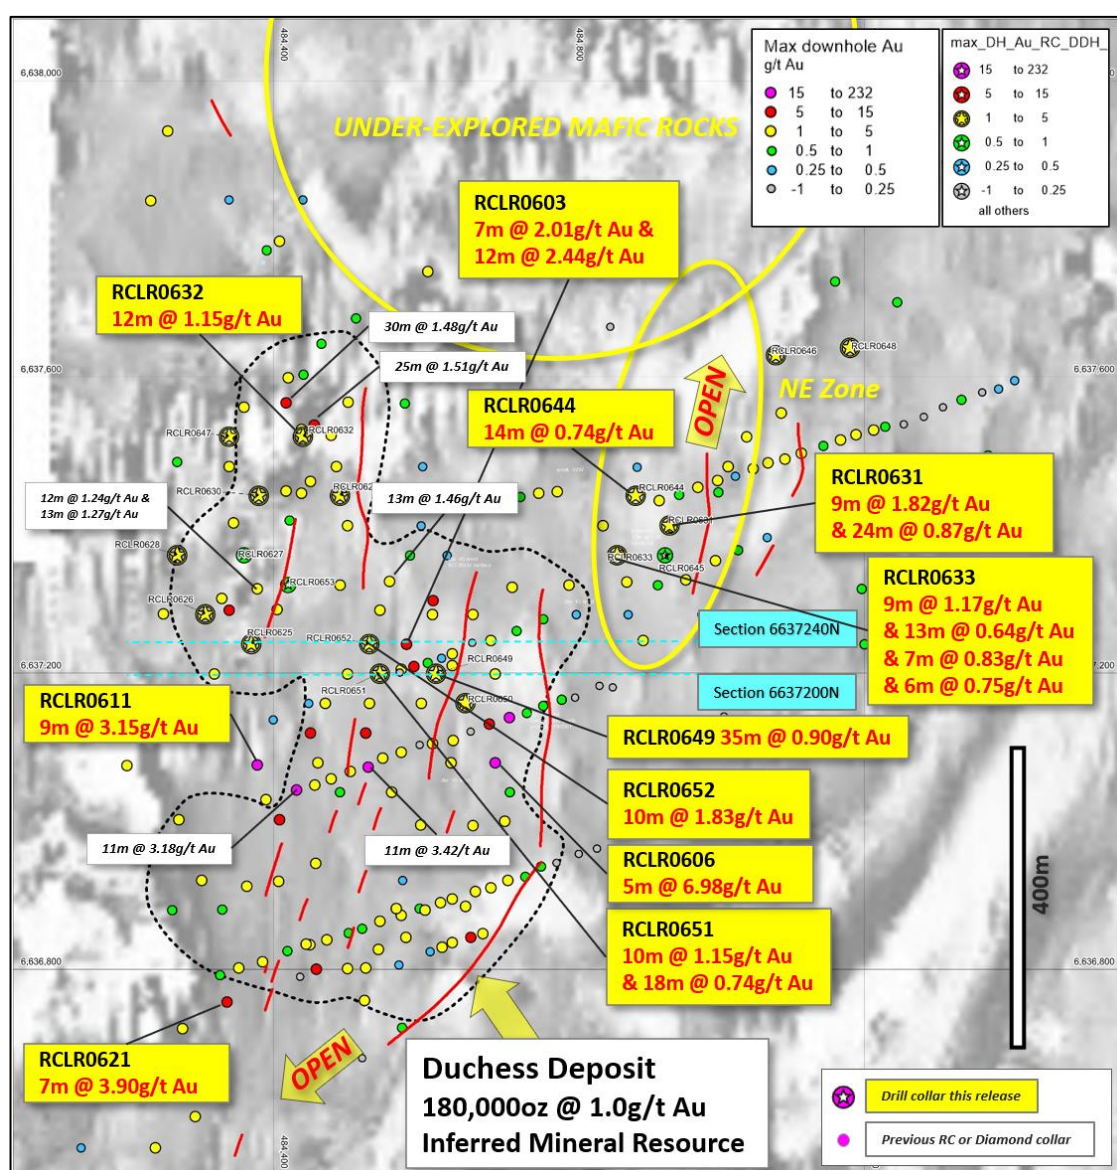 484,400
484,800
6,638,000
Max downhole Au
g/t Au
15 to 232
5 to 15
1 to 5
0.5 to 1
0.25 to 0.5
-1 to 0.25
max_DH_Au_RC_DDH_
15 to 232
5 to 15
1 to 5
0.5 to 1
0.25 to 0.5
-1 to 0.25
all others
UNDER-EXPLORED MAFIC ROCKS
RCLR0603
7m @ 2.01g/t Au &
12m @ 2.44g/t Au
RCLR0632
12m @ 1.15g/t Au
30m @ 1.48g/t Au
25m @ 1.51g/t Au
RCLR0646
RCLR0648
6,637,600
6,637,600
NE Zone
OPEN
RCLR0644
14m @ 0.74g/t Au
RCLR0647
RCLR0632
RCLR0631
9m @ 1.82g/t Au
& 24m @ 0.87g/t Au
12m @ 1.24g/t Au &
13m @ 1.27g/t Au
RCLR0630
13m @ 1.46g/t Au
RCLR0644
RCLR0631
RCLR0628
RCLR0627
RCLR0633
RCLR0645
RCLR0653
RCLR0633
9m @ 1.17g/t Au
& 13m @ 0.64g/t Au
& 7m @ 0.83g/t Au
& 6m @ 0.75g/t Au
RCLR0626
RCLR0625
RCLR0652
Section 6637240N
RCLR0649
6,637,200
RCLR0651
Section 6637200N
RCLR0650
RCLR0611
9m @ 3.15g/t Au
RCLR0649 35m @ 0.90g/t Au
RCLR0652
10m @ 1.83g/t Au
11m @ 3.18g/t Au
11m @ 3.42/t Au
RCLR0606
5m @ 6.98g/t Au
RCLR0651
10m @ 1.15g/t Au
& 18m @ 0.74g/t Au
400m
6,636,800
6,636,800
RCLR0621
7m @ 3.90g/t Au
OPEN
Duchess Deposit
180,000oz @ 1.0g/t Au
Inferred Mineral Resource
Drill collar this release
Previous RC or Diamond collar
484,400